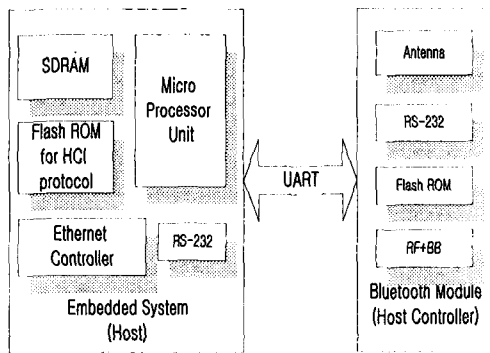 SDRAM
Micro
Processor
Unit
Flash ROM
for HCI
protocol
Ethernet
Controller
RS-232
Embedded System
(Host)
UART
Antenna
RS-232
Flash ROM
RF+BB
Bluetooth Module
(Host Controller)